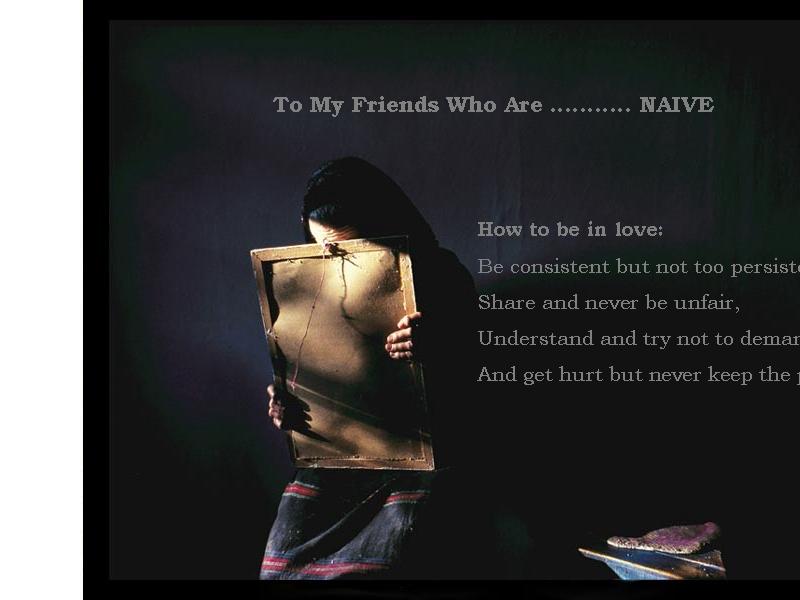 To My Friends Who Are ........... NAIVE
How to be in love:
Be consistent but not too
Share and never be unfair,
Understand and try not to
And get hurt but never keep the